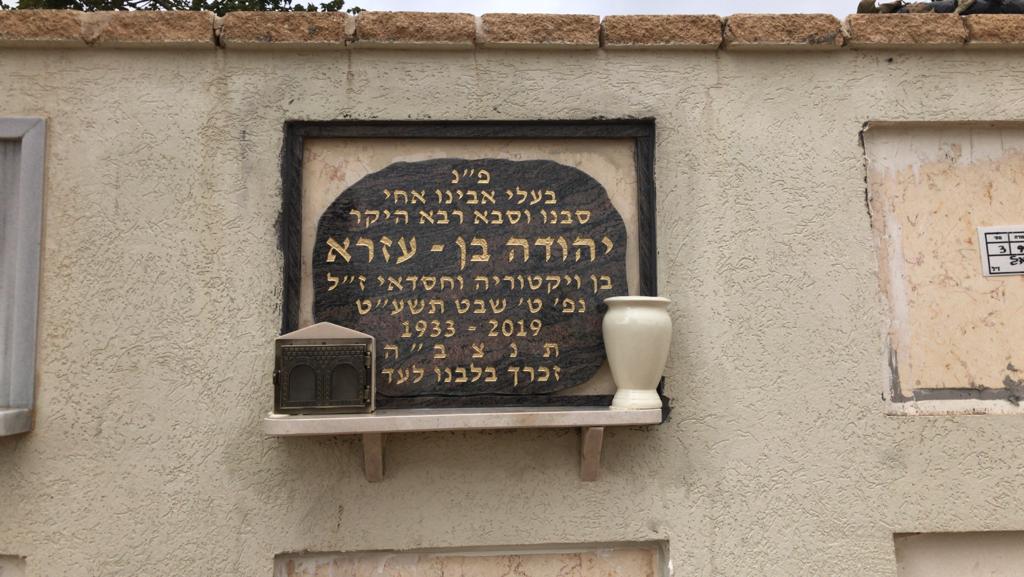 פ״נ
בעלי אבינו אחי
סבנו וסבא רבא היקר
יהודה בן - עזרא
בן ויקטוריה וחסדאי ז״ל
נפ׳ ט׳ שבט תשע״ט
1933 - 2019
ת נ צ ב ״ ה
זכרך בלבנו לעד
3